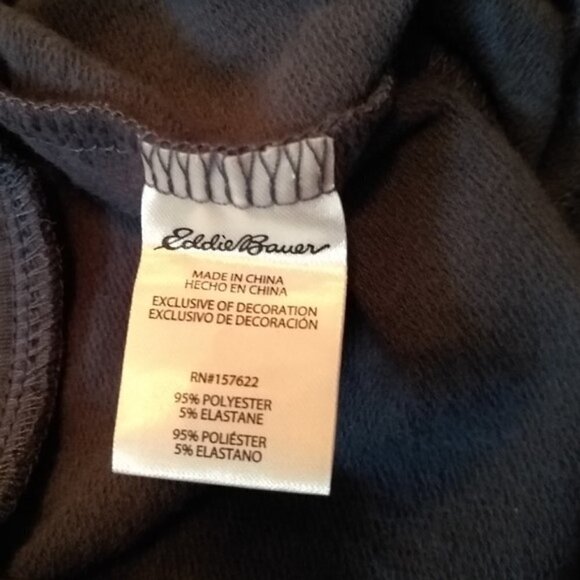 Eddie Bauer
MADE IN CHINA
HECHO EN CHINA
EXCLUSIVE OF DECORATION
EXCLUSIVO DE DECORACIÓN
RN#157622
95% POLYESTER
5% ELASTANE
95% POLIÉSTER
5% ELASTANO